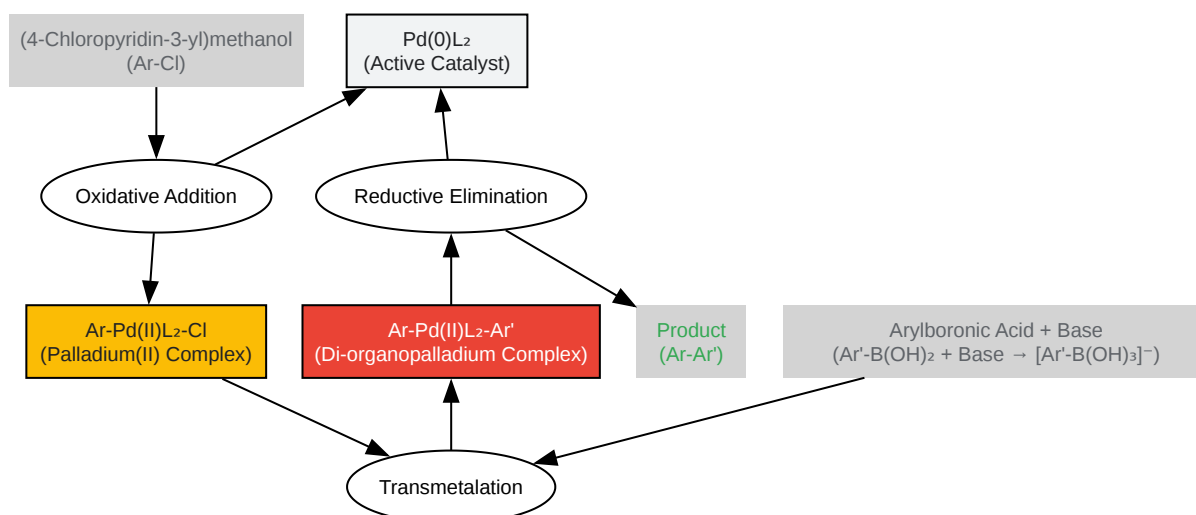 (4-Chloropyridin-3-yl)methanol
(Ar-Cl)
Pd(0)L₂
(Active Catalyst)
Oxidative Addition
Reductive Elimination
Ar-Pd(II)L₂-Cl
(Palladium(II) Complex)
Ar-Pd(II)L₂-Ar'
(Di-organopalladium Complex)
Product
(Ar-Ar')
Arylboronic Acid + Base
(Ar'-B(OH)₂ + Base → [Ar'-B(OH)₃]⁻)
Transmetalation